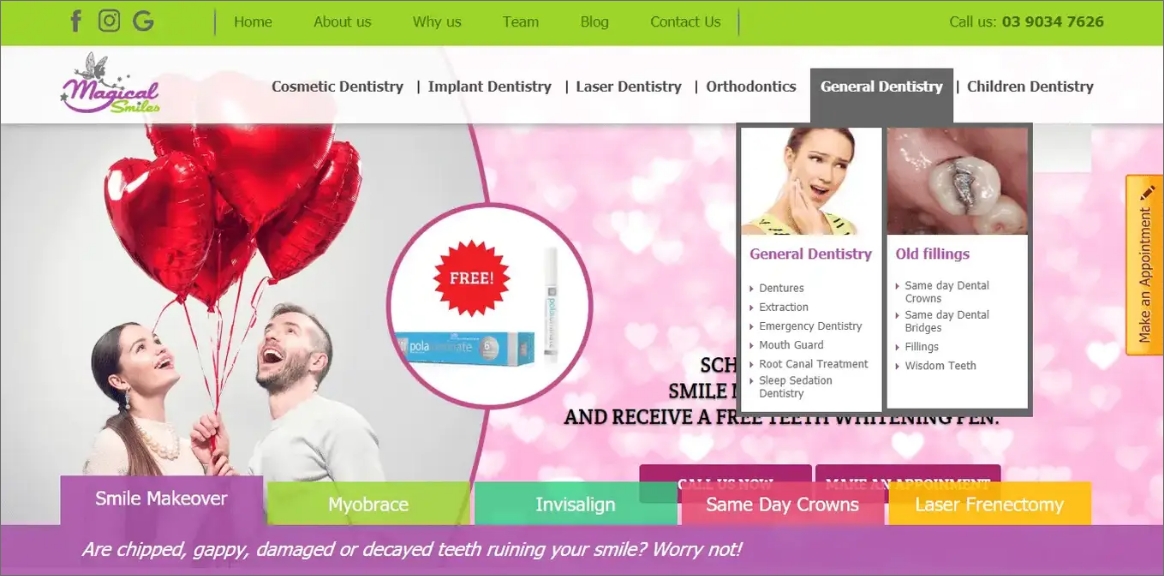 Home About us Why us Team Blog Contact Us Call us: 03 9034 7626
Magical
Smiles
Cosmetic Dentistry | Implant Dentistry | Laser Dentistry | Orthodontics General Dentistry | Children Dentistry
Make an Appointment
FREE!
pola
General Dentistry
Dentures
Extraction
Emergency Dentistry
Mouth Guard
Root Canal Treatment
Sleep Sedation
Dentistry
Old fillings
Same day Dental
Crowns
Same day Dental
Bridges
Fillings
Wisdom Teeth
SMILE
AND RECEIVE A FREE TEETH WHITENING PEN.
CALL US NOW
MAKE AN APPOINMENT
Smile Makeover
Myobrace
Invisalign
Same Day Crowns
Laser Frenectomy
Are chipped, gappy, damaged or decayed teeth ruining your smile? Worry not!